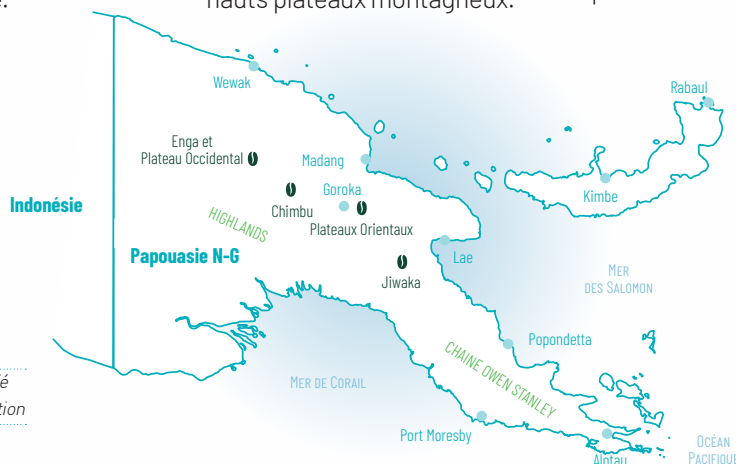 hauts plateaux montagneux.
Wewak
Rabaul
Enga et
Plateau Occidental
Madang
Goroka
Kimbe
Indonésie
Chimbu
HIGHLANDS
Plateaux Orientaux
Papouasie N-G
Lae
Mer
des Salomon
Jiwaka
Popondetta
CHAINE OWEN STANLEY
Mer de Corail
tion
Port Moresby
Océan
Pacifique
Alotau